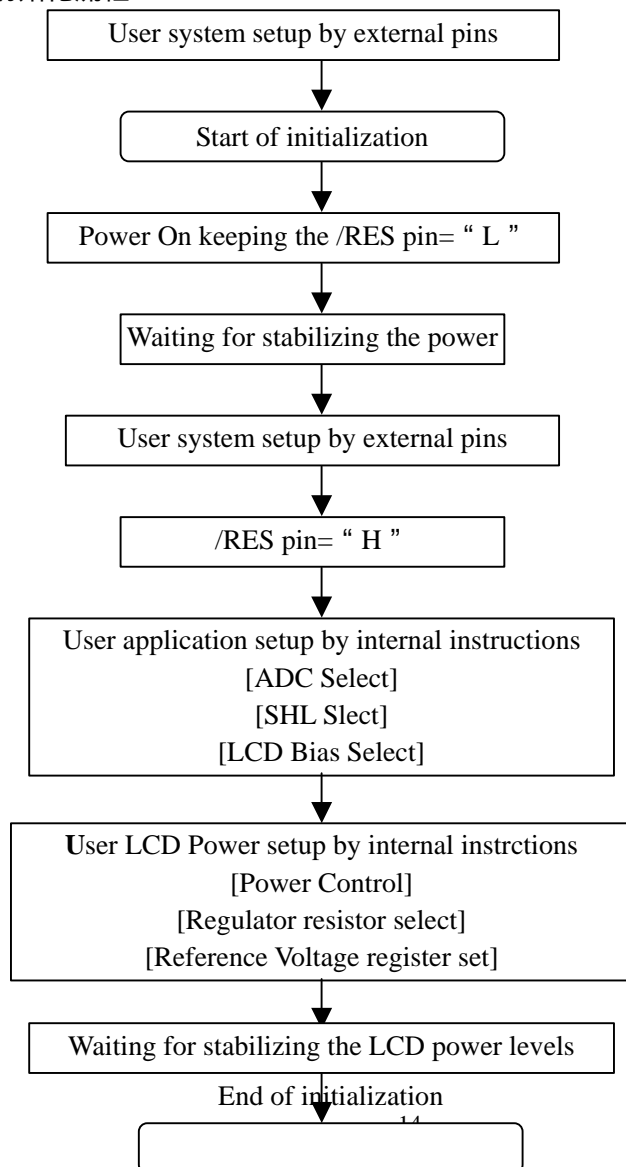 User system setup by external pins
Start of initialization
Power On keeping the /RES pin= “ L ”
Waiting for stabilizing the power
User system setup by external pins
/RES pin= “ H ”
User application setup by internal instructions
[ADC Select]
[SHL Slect]
[LCD Bias Select]
User LCD Power setup by internal instrctions
[Power Control]
[Regulator resistor select]
[Reference Voltage register set]
Waiting for stabilizing the LCD power levels
End of initialization
14